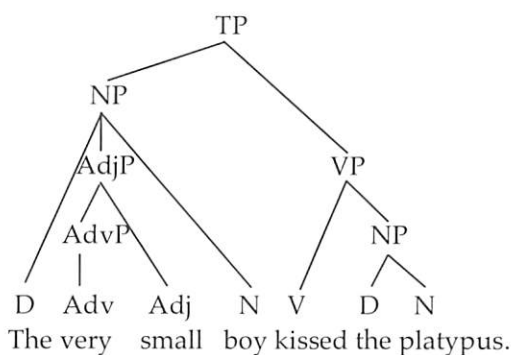 TP
NP
AdjP VP
AdvP NP
D Adv Adj N V D N
The very small boy kissed the platypus.